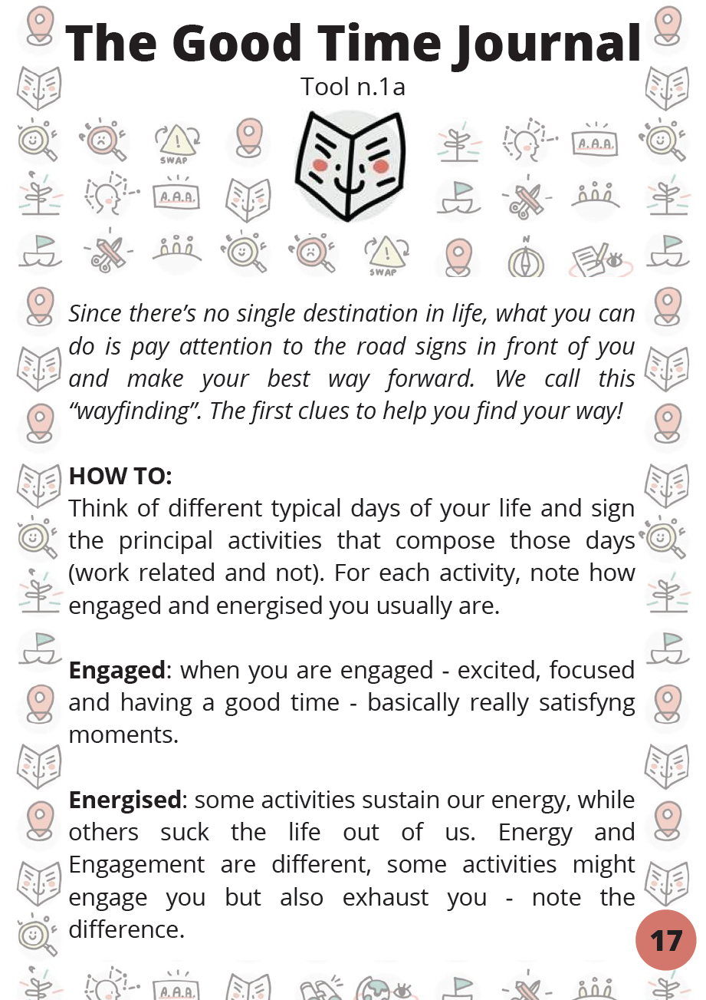 The Good Time Journal
Tool n.1a
SWAP
A.A.A.
A.A.A.
N
SWAP
Since there's no single destination in life, what you can
do is pay attention to the road signs in front of you
and make your best way forward. We call this
“wayfinding”. The first clues to help you find your way!
HOW TO:
Think of different typical days of your life and sign
the principal activities that compose those days
(work related and not). For each activity, note how
engaged and energised you usually are.
Engaged: when you are engaged - excited, focused
and having a good time - basically really satisfyng
moments.
Energised: some activities sustain our energy, while
others suck the life out of us. Energy and
Engagement are different, some activities might
engage you but also exhaust you - note the
difference.
17
A.A.A.